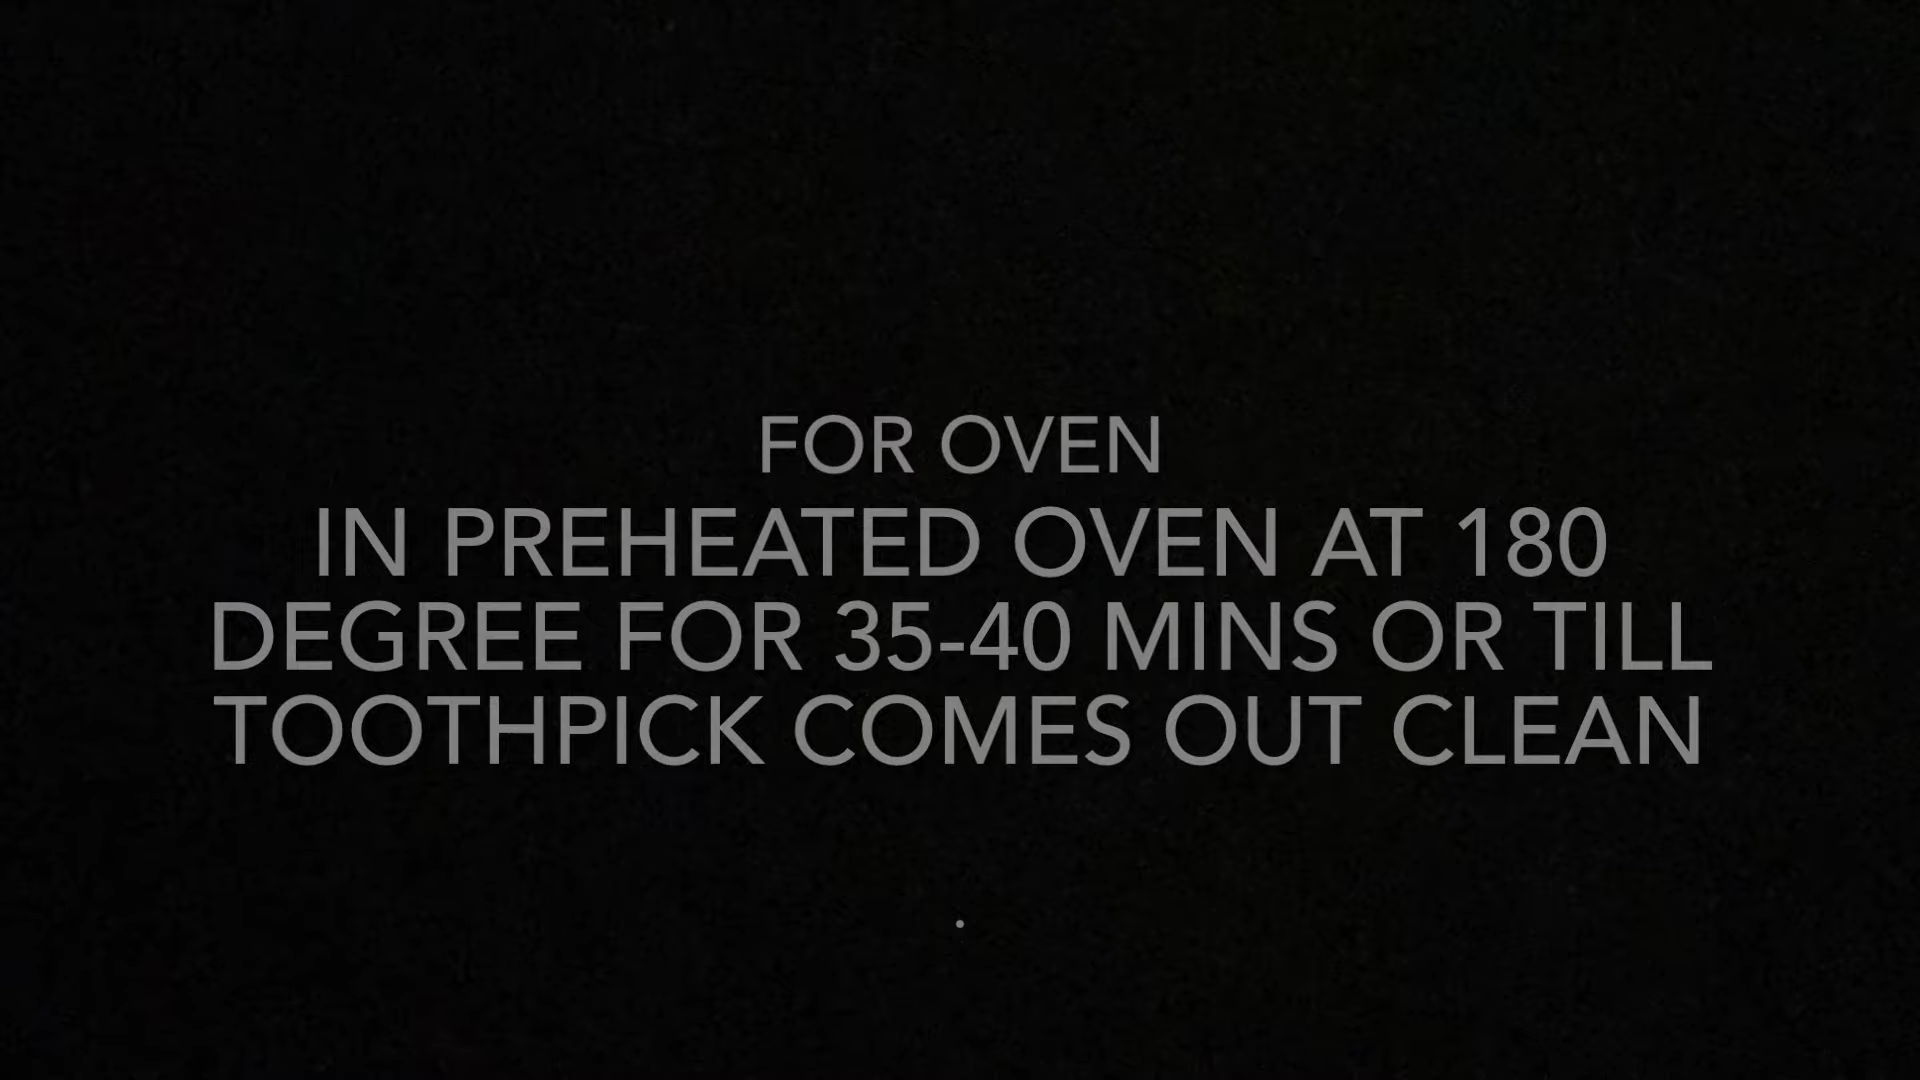 FOR OVEN
IN PREHEATED OVEN AT 180
DEGREE FOR 35-40 MINS OR TILL
TOOTHPICK COMES OUT CLEAN
.